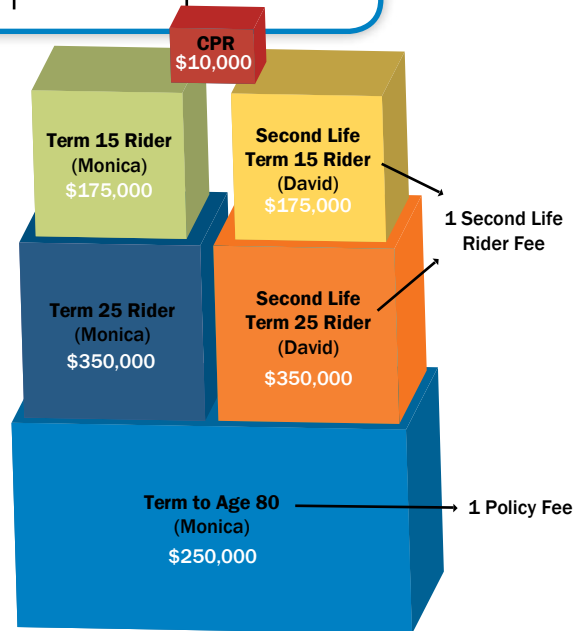 CPR
$10,000
Term 15 Rider
(Monica)
$175,000
Second Life
Term 15 Rider
(David)
$175,000
1 Second Life
Rider Fee
Term 25 Rider
(Monica)
$350,000
Second Life
Term 25 Rider
(David)
$350,000
Term to Age 80
(Monica)
$250,000
1 Policy Fee